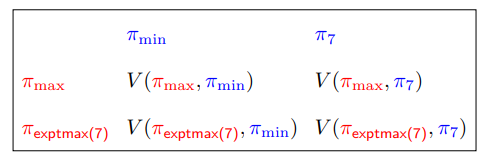 π_min π_7
π_max V(π_max, π_min) V(π_max, π_7)
π_exptmax(7) V(π_exptmax(7), π_min) V(π_exptmax(7), π_7)